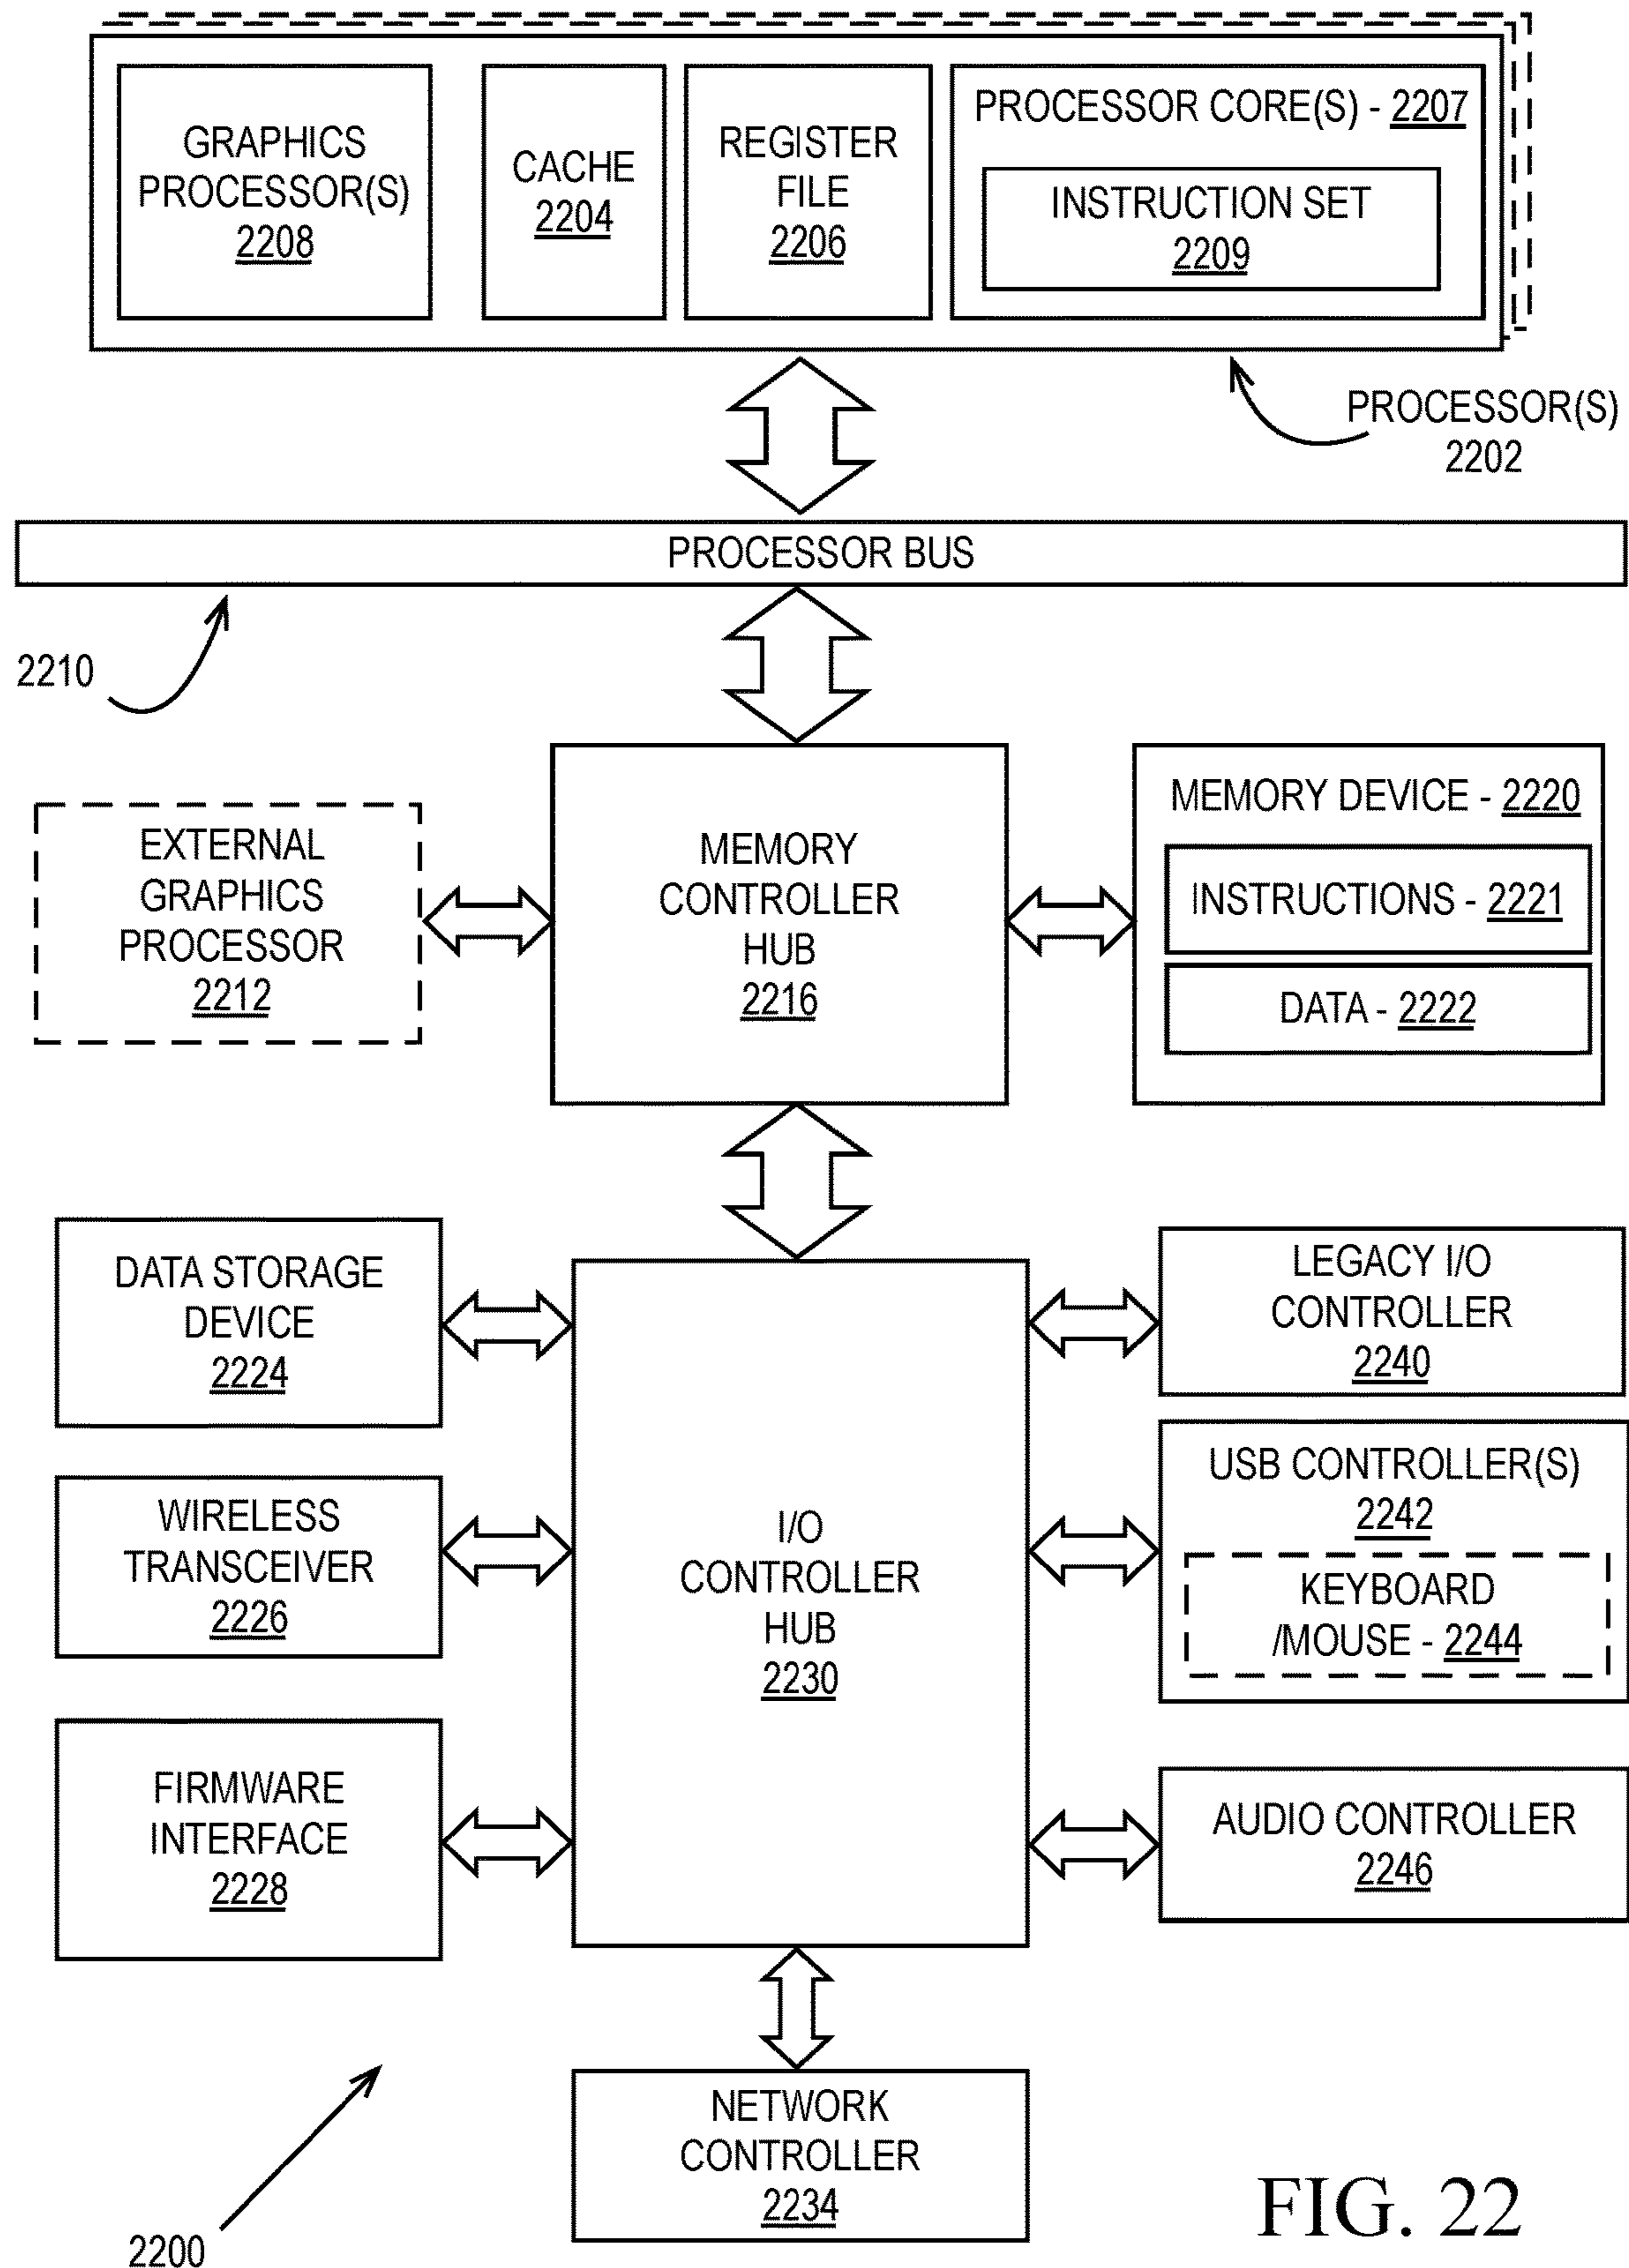 GRAPHICS
PROCESSOR(S)
2208
CACHE
2204
REGISTER
FILE
2206
PROCESSOR CORE(S) - 2207
INSTRUCTION SET
2209
PROCESSOR(S)
2202
PROCESSOR BUS
2210
EXTERNAL
GRAPHICS
PROCESSOR
2212
MEMORY
CONTROLLER
HUB
2216
MEMORY DEVICE - 2220
INSTRUCTIONS - 2221
DATA - 2222
DATA STORAGE
DEVICE
2224
WIRELESS
TRANSCEIVER
2226
FIRMWARE
INTERFACE
2228
I/O
CONTROLLER
HUB
2230
LEGACY I/O
CONTROLLER
2240
USB CONTROLLER(S)
2242
KEYBOARD
/MOUSE - 2244
AUDIO CONTROLLER
2246
NETWORK
CONTROLLER
2234
2200
FIG. 22